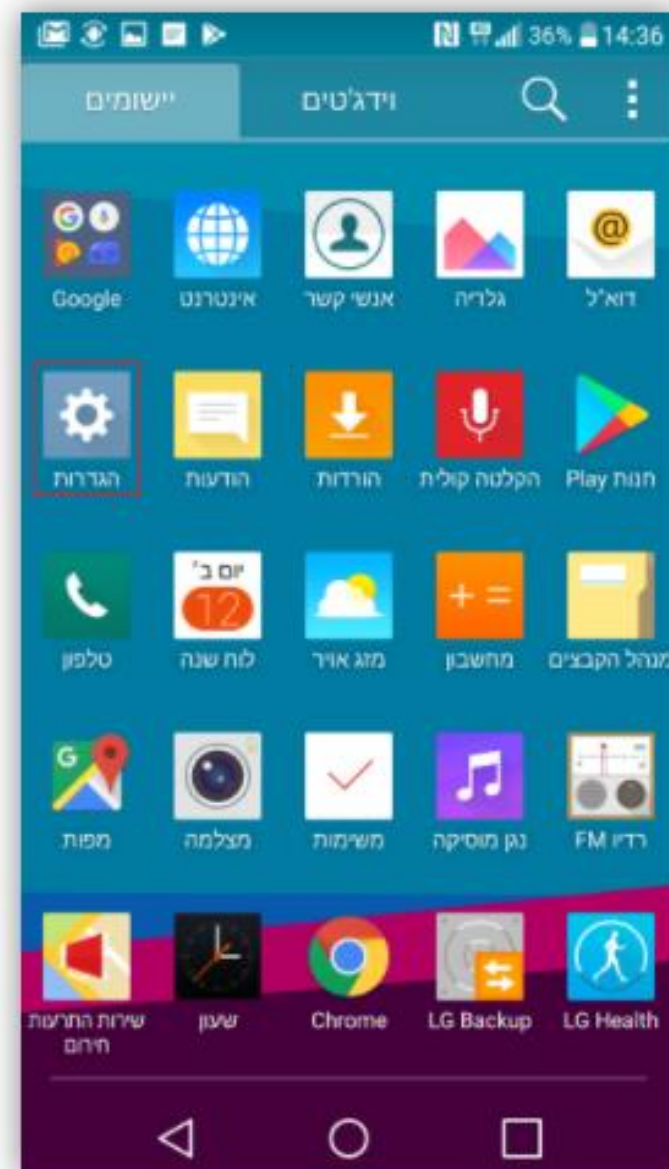 36% 14:36
יישומים וידג'טים
Google אינטרנט אנשי קשר גלריה דוא"ל
הגדרות הודעות הורדות הקלטה קולית חנות Play
יום ב'
12
טלפון לוח שנה מזג אויר מחשבון מנהל הקבצים
G
מפות מצלמה משימות נגן מוסיקה רדיו FM
שירות התרעות שעון Chrome LG Backup LG Health
חירום